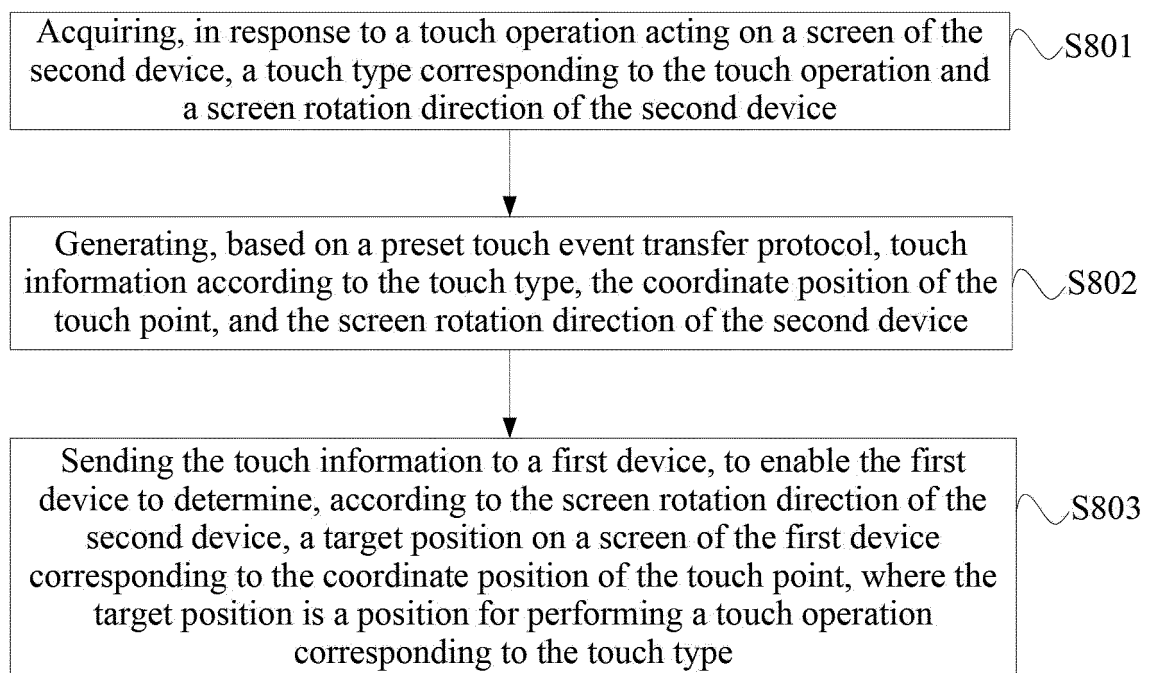 Acquiring, in response to a touch operation acting on a screen of the
second device, a touch type corresponding to the touch operation and
a screen rotation direction of the second device
S801
Generating, based on a preset touch event transfer protocol, touch
information according to the touch type, the coordinate position of the
touch point, and the screen rotation direction of the second device
S802
Sending the touch information to a first device, to enable the first
device to determine, according to the screen rotation direction of the
second device, a target position on a screen of the first device
corresponding to the coordinate position of the touch point, where the
target position is a position for performing a touch operation
corresponding to the touch type
S803